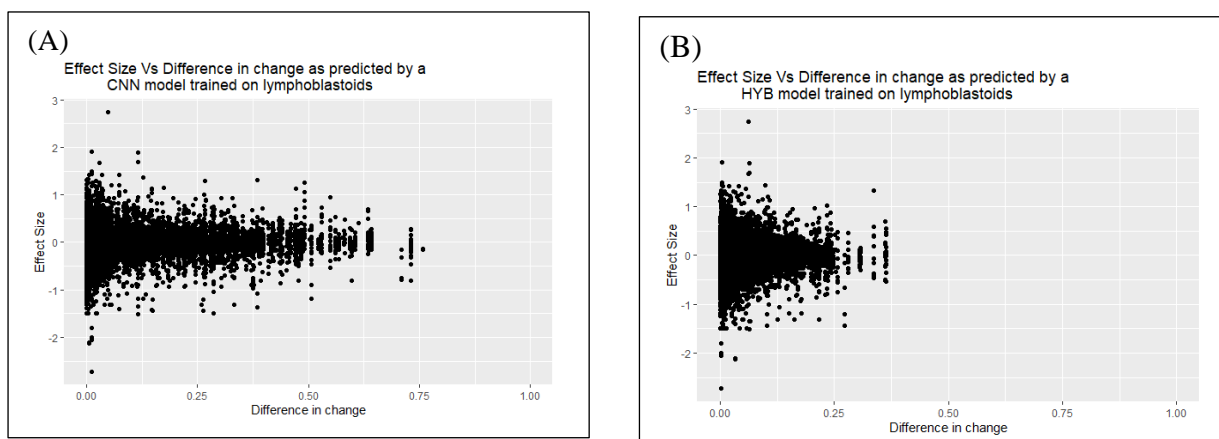 (A)
Effect Size Vs Difference in change as predicted by a
CNN model trained on lymphoblastoids
3
2
1
0
-1
-2
Effect Size
0.00
0.25
0.50
0.75
1.00
Difference in change
(B)
Effect Size Vs Difference in change as predicted by a
HYB model trained on lymphoblastoids
3
2
1
0
-1
-2
Effect Size
0.00
0.25
0.50
0.75
1.00
Difference in change